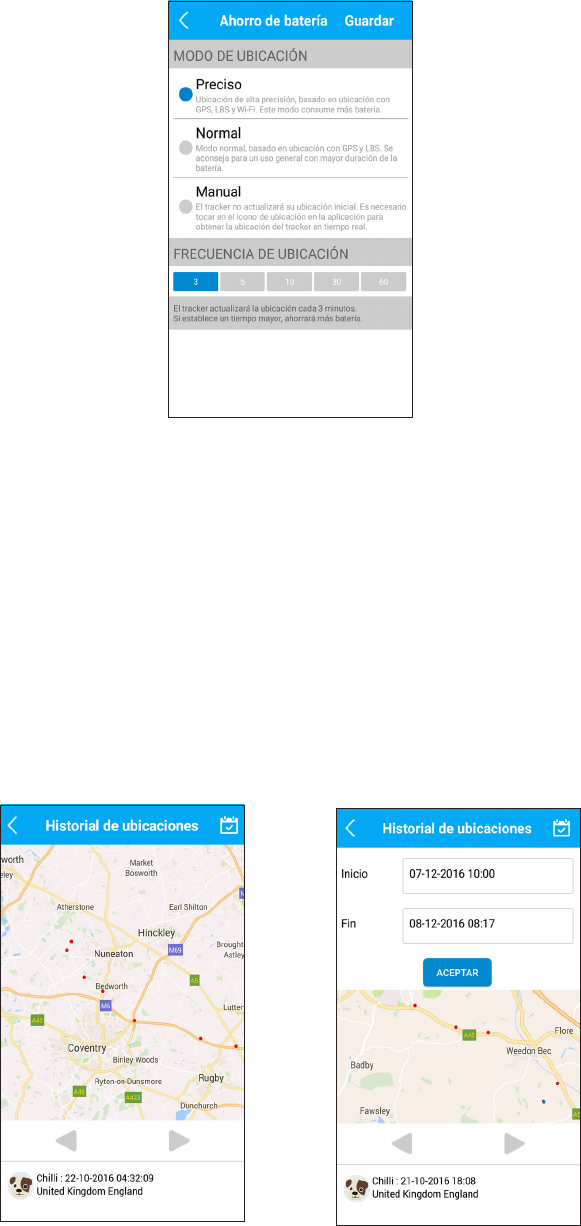 Ahorro de batería Guardar
MODO DE UBICACIÓN
Preciso
Ubicación de alta precisión, basado en ubicación con
GPS, LBS y Wi-Fi. Este modo consume más batería.
Normal
Modo normal, basado en ubicación con GPS y LBS. Se
aconseja para un uso general con mayor duración de la
batería.
Manual
El tracker no actualizará su ubicación inicial. Es necesario
tocar en el icono de ubicación en la aplicación para
obtener la ubicación del tracker en tiempo real.
FRECUENCIA DE UBICACIÓN
3 5 10 30 60
El tracker actualizará la ubicación cada 3 minutos.
Si establece un tiempo mayor, ahorrará más batería.
Historial de ubicaciones
worth
eley
Market
Bosworth
Atherstone
Earl Shilton
Hinckley
M69
Brought
Astley
Nuneaton
A5
Bedworth
M6
Lutter
A45
Coventry
Binley Woods
Ryton-on-Dunsmore
Rugby
A46
A423
Dunchurch
Chilli : 22-10-2016 04:32:09
United Kingdom England
Historial de ubicaciones
Inicio 07-12-2016 10:00
Fin 08-12-2016 08:17
ACEPTAR
A45
Flore
Weedon Bec
Badby
Fawsley
A5
Chilli : 21-10-2016 18:08
United Kingdom England